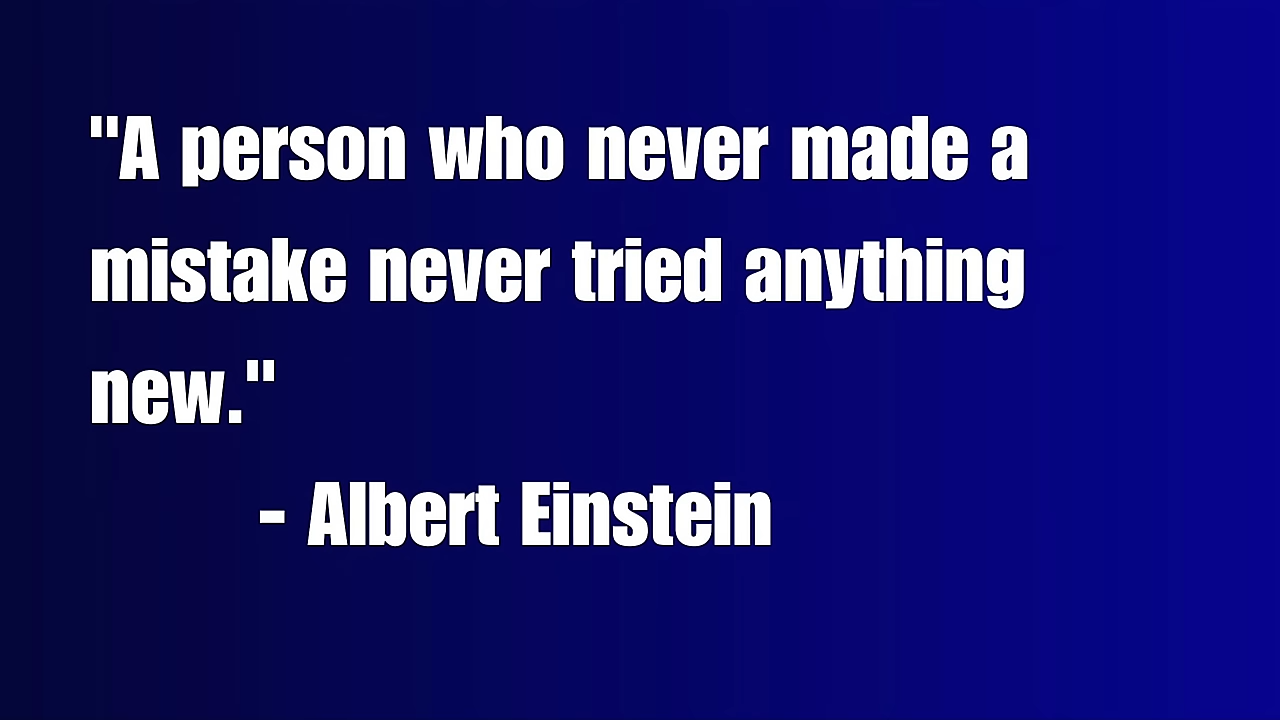 "A person who never made a
mistake never tried anything
new."
- Albert Einstein